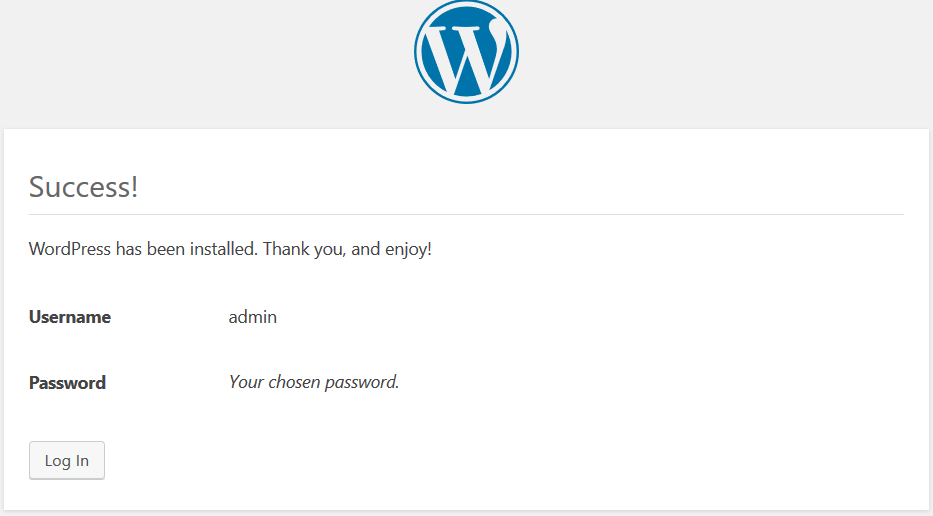 Success!
WordPress has been installed. Thank you, and enjoy!
Username admin
Password Your chosen password.
Log In